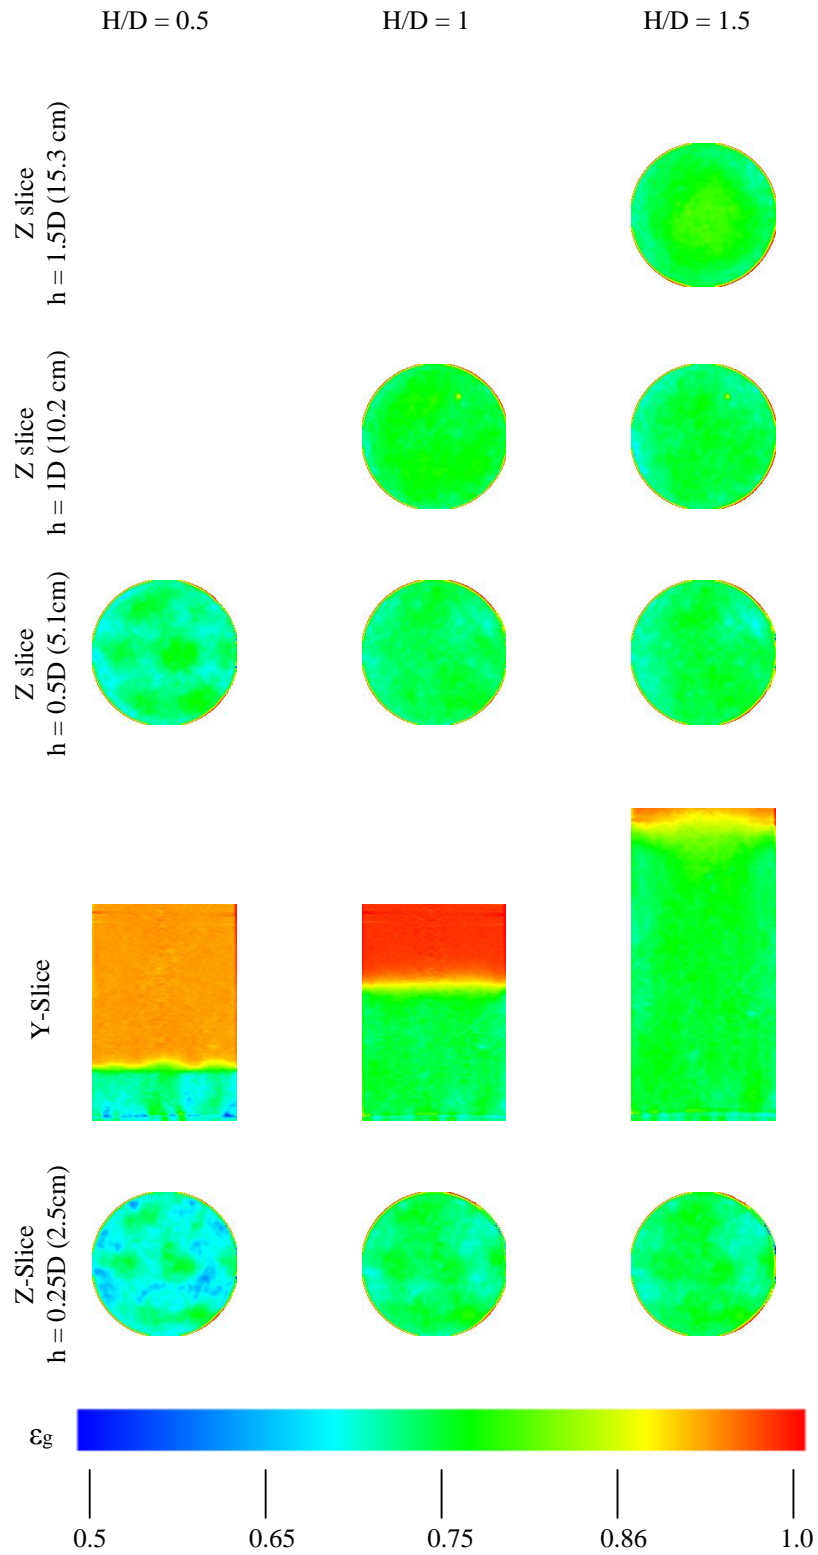 H/D = 0.5
H/D = 1
H/D = 1.5
Z slice
h = 1.5D (15.3 cm)
Z slice
h = 1D (10.2 cm)
Z slice
h = 0.5D (5.1cm)
Y-Slice
Z-Slice
h = 0.25D (2.5cm)
εg
0.5
0.65
0.75
0.86
1.0